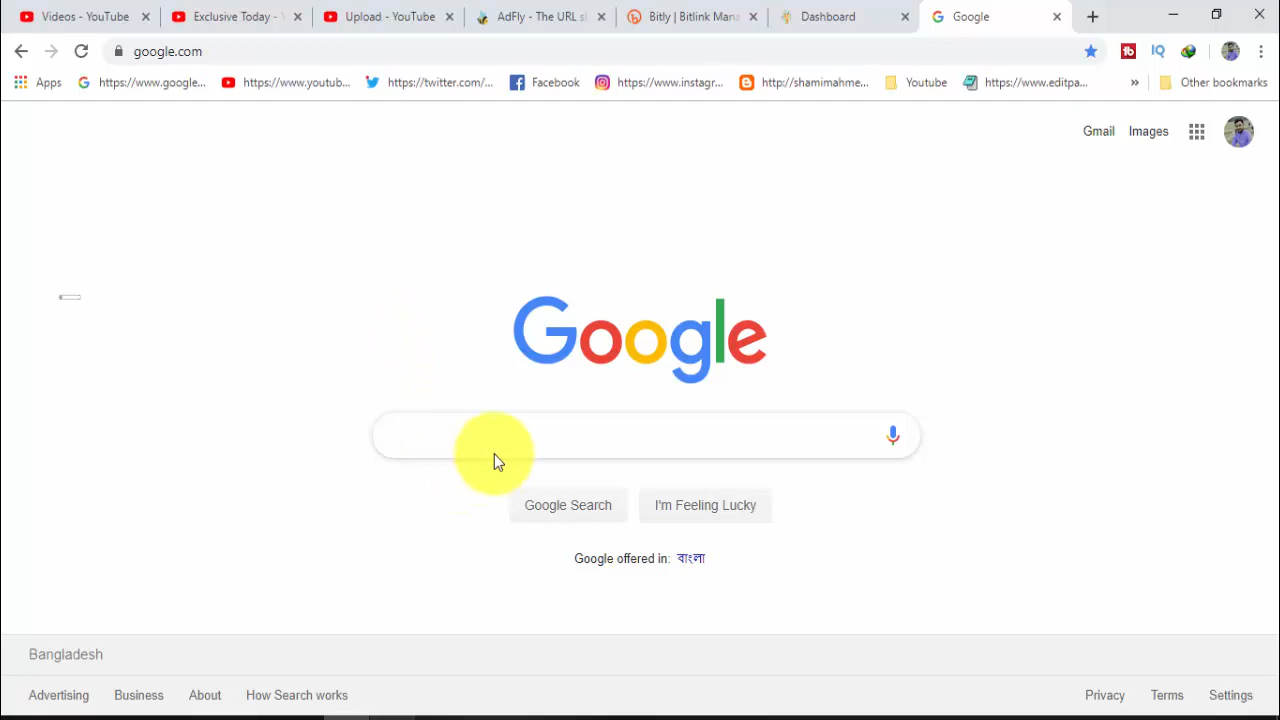 Videos - YouTube
Exclusive Today -
Upload - YouTube
AdFly - The URL s
Bitly | Bitlink Mana
Dashboard
Google
google.com
Apps
https://www.google...
https://www.youtub...
https://twitter.com/...
Facebook
https://www.instagr...
http://shamimahme...
Youtube
https://www.editpa...
»
Other bookmarks
Gmail
Images
Google
Google Search
I'm Feeling Lucky
Google offered in: বাংলা
Bangladesh
Advertising
Business
About
How Search works
Privacy
Terms
Settings